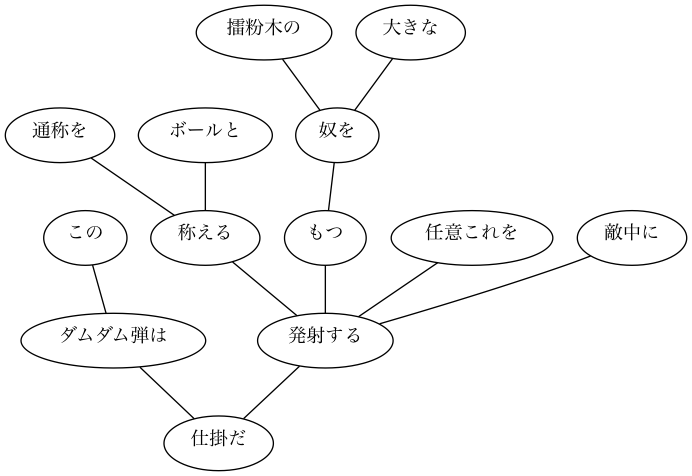 擂粉木の
大きな
通称を
ボールと
奴を
この
称える
もつ
任意これを
敵中に
ダムダム弾は
発射する
仕掛だ